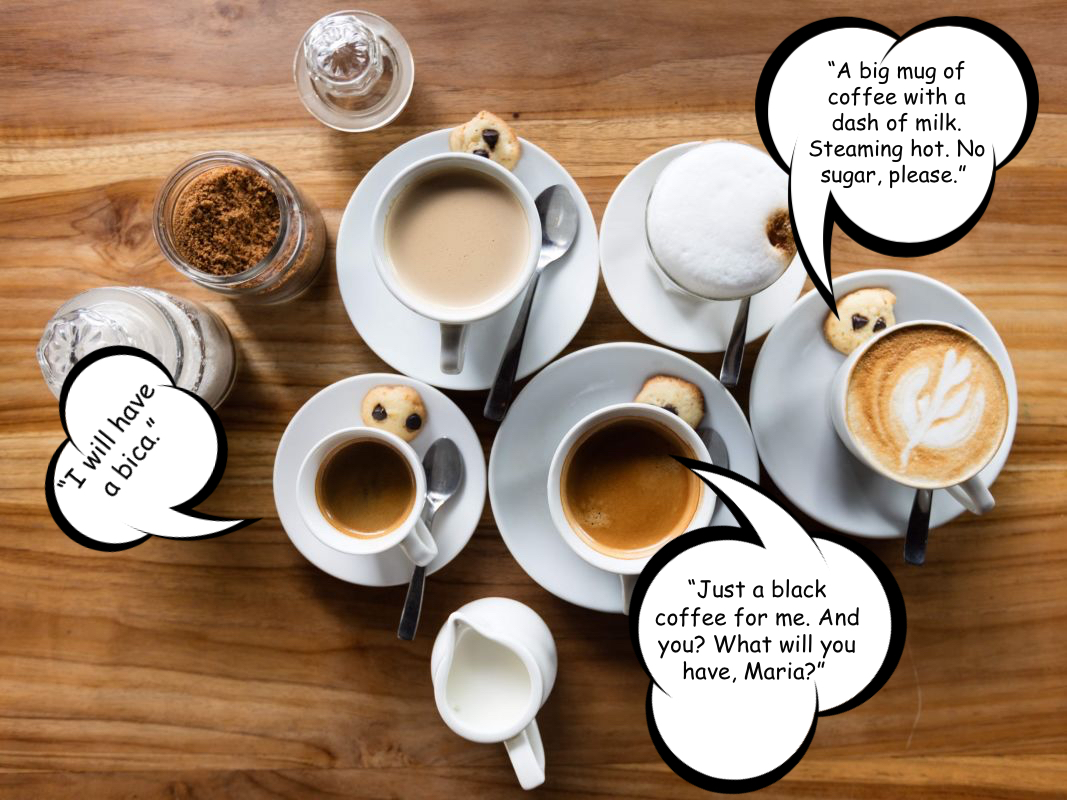 “A big mug of
coffee with a
dash of milk.
Steaming hot. No
sugar, please.”
“I will have
a bica.”
“Just a black
coffee for me. And
you? What will you
have, Maria?”